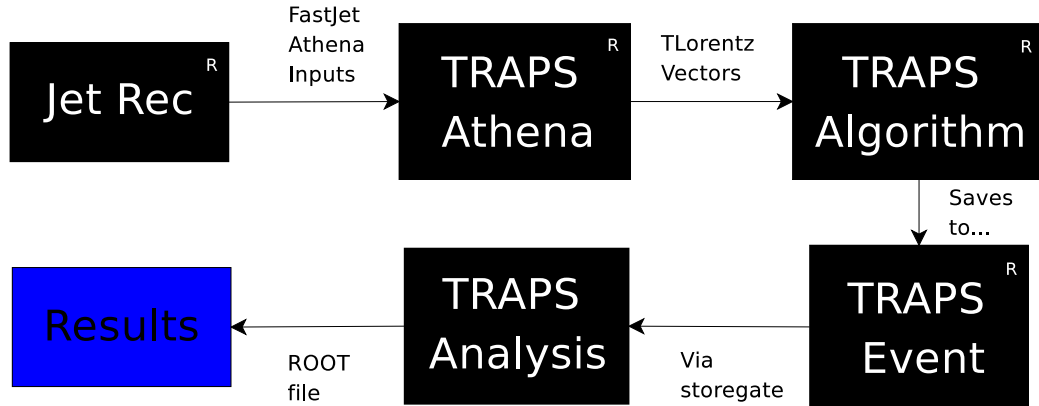 Jet Rec
R
FastJet
Athena
Inputs
TRAPS
Athena
R
TLorentz
Vectors
TRAPS
Algorithm
R
Saves
to...
TRAPS
Event
R
Via
storegate
TRAPS
Analysis
ROOT
file
Results